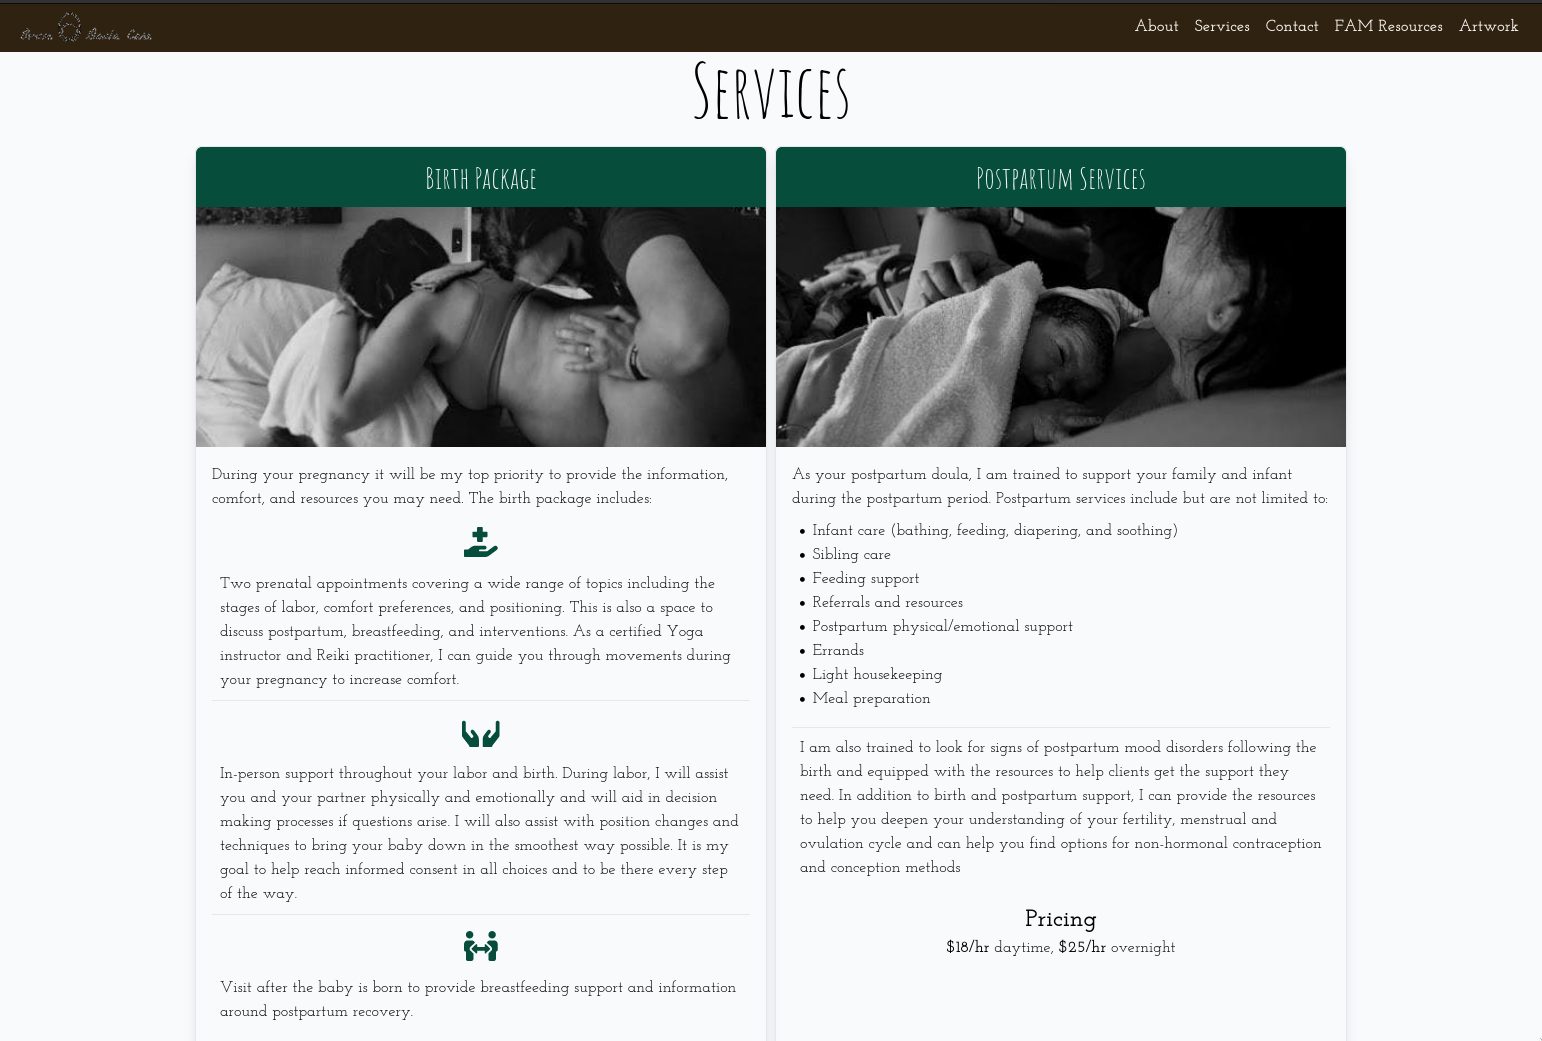 Doula Care
About Services Contact FAM Resources Artwork
Services
Birth Package
During your pregnancy it will be my top priority to provide the information,
comfort, and resources you may need. The birth package includes:
Two prenatal appointments covering a wide range of topics including the
stages of labor, comfort preferences, and positioning. This is also a space to
discuss postpartum, breastfeeding, and interventions. As a certified Yoga
instructor and Reiki practitioner, I can guide you through movements during
your pregnancy to increase comfort.
In-person support throughout your labor and birth. During labor, I will assist
you and your partner physically and emotionally and will aid in decision
making processes if questions arise. I will also assist with position changes and
techniques to bring your baby down in the smoothest way possible. It is my
goal to help reach informed consent in all choices and to be there every step
of the way.
Visit after the baby is born to provide breastfeeding support and information
around postpartum recovery.
Postpartum Services
As your postpartum doula, I am trained to support your family and infant
during the postpartum period. Postpartum services include but are not limited to:
• Infant care (bathing, feeding, diapering, and soothing)
• Sibling care
• Feeding support
• Referrals and resources
• Postpartum physical/emotional support
• Errands
• Light housekeeping
• Meal preparation
I am also trained to look for signs of postpartum mood disorders following the
birth and equipped with the resources to help clients get the support they
need. In addition to birth and postpartum support, I can provide the resources
to help you deepen your understanding of your fertility, menstrual and
ovulation cycle and can help you find options for non-hormonal contraception
and conception methods
Pricing
$18/hr daytime, $25/hr overnight